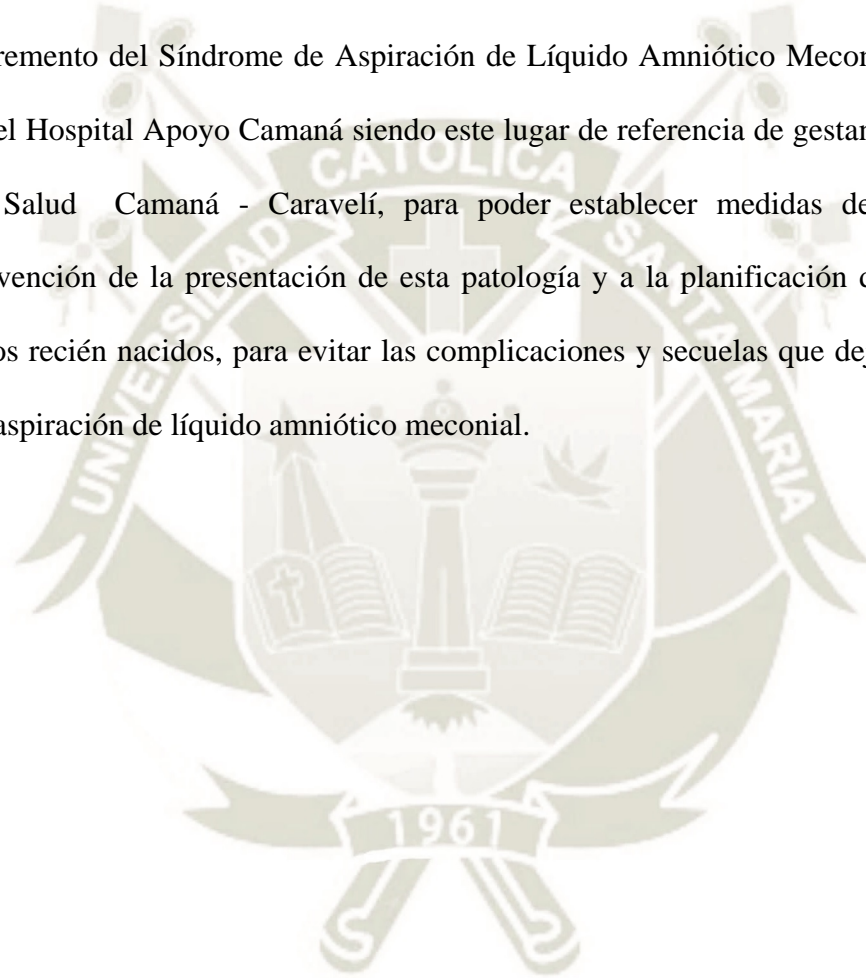 remento del Síndrome de Aspiración de Líquido Amniótico Mecon
el Hospital Apoyo Camaná siendo este lugar de referencia de gestan
Salud Camaná - Caravelí, para poder establecer medidas de
vención de la presentación de esta patología y a la planificación
os recién nacidos, para evitar las complicaciones y secuelas que dej
aspiración de líquido amniótico meconial.
UNIVERSIDAD CATOLICA SANTA MARIA
1961